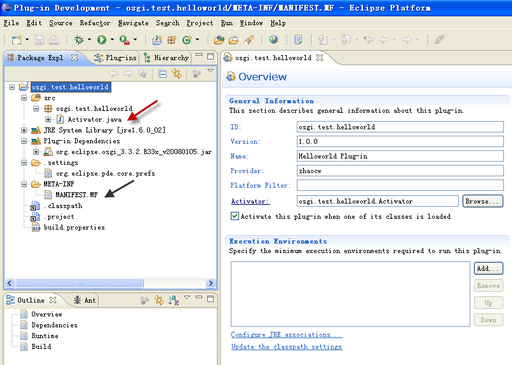 Plug-in Development - osgi.test.helloworld/META-INF/MANIFEST.MF - Eclipse Platform
File Edit Source Refactor Navigate Search Project Run Window Help
Package Expl Plug-ins Hierarchy
osgi.test.helloworld
src
osgi.test.helloworld
Activator.java
JRE System Library [jre1.6.0_02]
Plug-in Dependencies
org.eclipse.osgi_3.3.2.R33x_v20080105.jar
.settings
org.eclipse.pde.core.prefs
META-INF
MANIFEST.MF
.classpath
.project
build.properties
Outline Ant
Overview
Dependencies
Runtime
Build
osgi.test.helloworld
Overview
General Information
This section describes general information about this plug-in.
ID: osgi.test.helloworld
Version: 1.0.0
Name: Helloworld Plug-in
Provider: zhaocw
Platform Filter:
Activator: osgi.test.helloworld.Activator Browse...
Activate this plug-in when one of its classes is loaded
Execution Environments
Specify the minimum execution environments required to run this plug-in.
Add...
Remove
Up
Down
Configure JRE associations...
Update the classpath settings